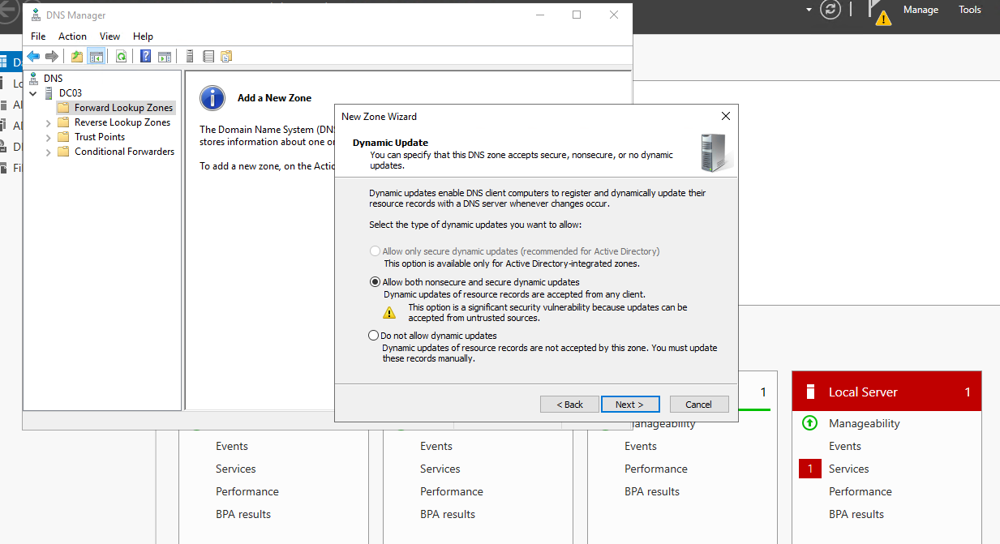 DNS Manager
Manage
Tools
File
Action
View
Help
DNS
DC03
Forward Lookup Zones
Reverse Lookup Zones
Trust Points
Conditional Forwarders
Add a New Zone
The Domain Name System (DNS
stores information about one or
To add a new zone, on the Actio
New Zone Wizard
Dynamic Update
You can specify that this DNS zone accepts secure, nonsecure, or no dynamic
updates.
Dynamic updates enable DNS client computers to register and dynamically update their
resource records with a DNS server whenever changes occur.
Select the type of dynamic updates you want to allow:
Allow only secure dynamic updates (recommended for Active Directory)
This option is available only for Active Directory-integrated zones.
Allow both nonsecure and secure dynamic updates
Dynamic updates of resource records are accepted from any client.
This option is a significant security vulnerability because updates can be
accepted from untrusted sources.
Do not allow dynamic updates
Dynamic updates of resource records are not accepted by this zone. You must update
these records manually.
< Back
Next >
Cancel
1
Local Server
1
Manageability
Events
Services
Performance
BPA results
Events
Services
Performance
BPA results
anageability
Events
Performance
BPA results
Events
1
Services
Performance
BPA results